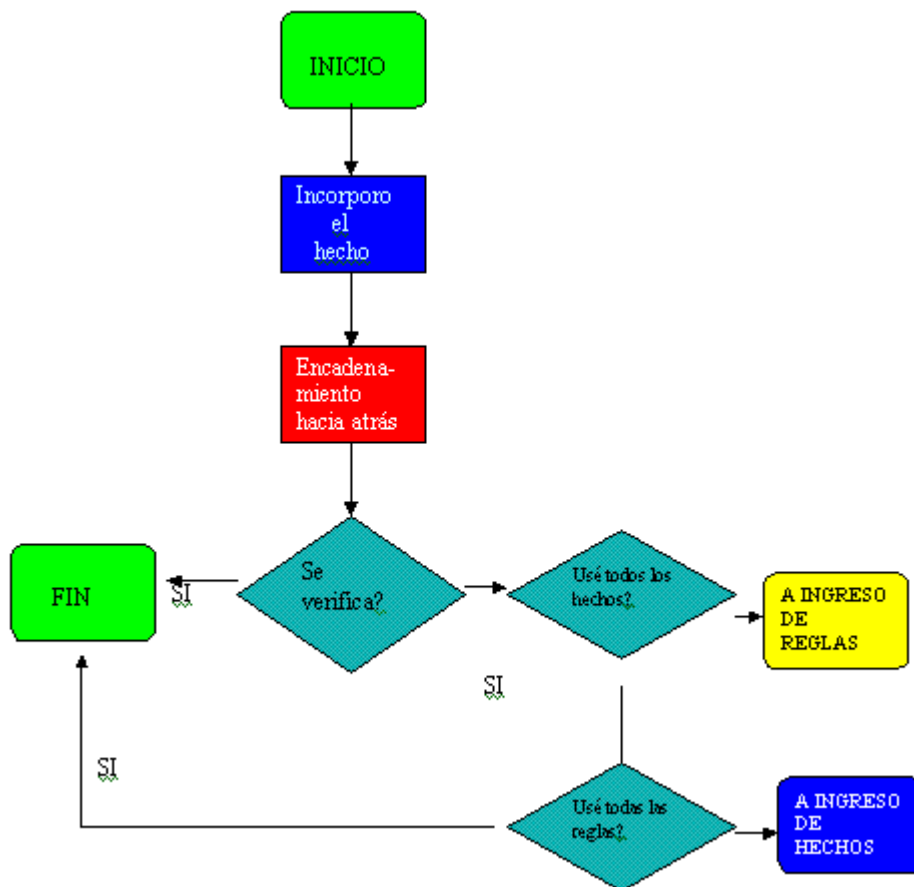 INICIO
Incorporo
el
hecho
Encadena-
miento
hacia atrás
Se
verifica?
SI
FIN
Usé todos los
hechos?
A INGRESO
DE
REGLAS
SI
SI
Usé todas las
reglas?
A INGRESO
DE
HECHOS